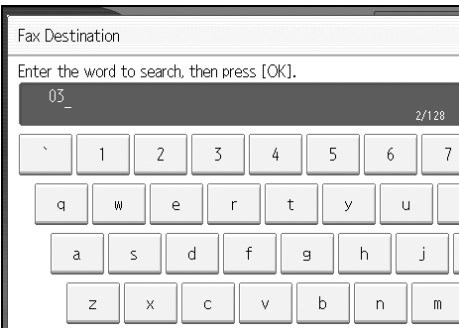 Fax Destination
Enter the word to search, then press [OK].
03_
2/128
` 1 2 3 4 5 6 7
q w e r t y u
a s d f g h j
z x c v b n m